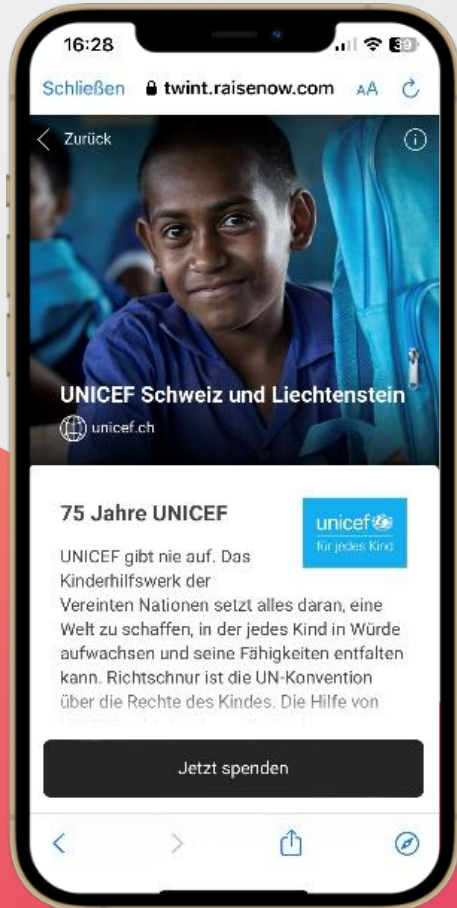 16:28
39
Schließen twint.raisenow.com AA
Zurück
UNICEF Schweiz und Liechtenstein
unicef.ch
75 Jahre UNICEF
unicef
für jedes Kind
UNICEF gibt nie auf. Das
Kinderhilfswerk der
Vereinten Nationen setzt alles daran, eine
Welt zu schaffen, in der jedes Kind in Würde
aufwachsen und seine Fähigkeiten entfalten
kann. Richtschnur ist die UN-Konvention
über die Rechte des Kindes. Die Hilfe von
Jetzt spenden